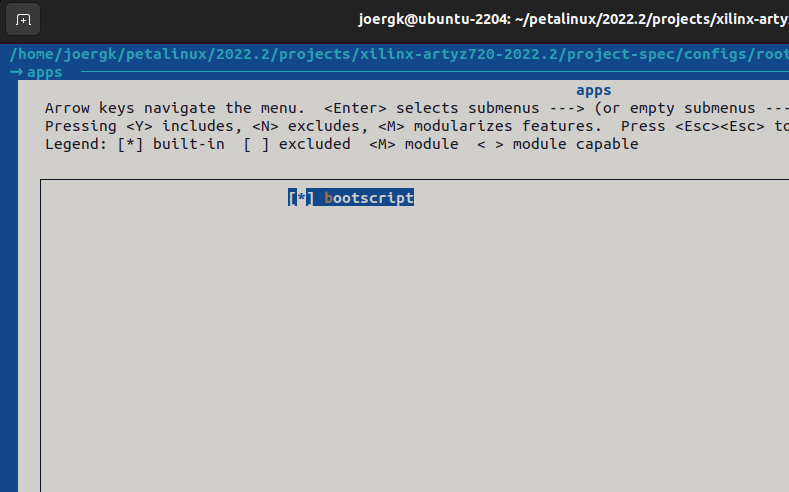 joergk@ubuntu-2204: ~/petalinux/2022.2/projects/xilinx-artyz
/home/joergk/petalinux/2022.2/projects/xilinx-artyz720-2022.2/project-spec/configs/root
→ apps
apps
Arrow keys navigate the menu.  <Enter> selects submenus ---> (or empty submenus ---
Pressing <Y> includes, <N> excludes, <M> modularizes features.  Press <Esc><Esc> to
Legend: [*] built-in  [ ] excluded  <M> module  < > module capable
[*] bootscript